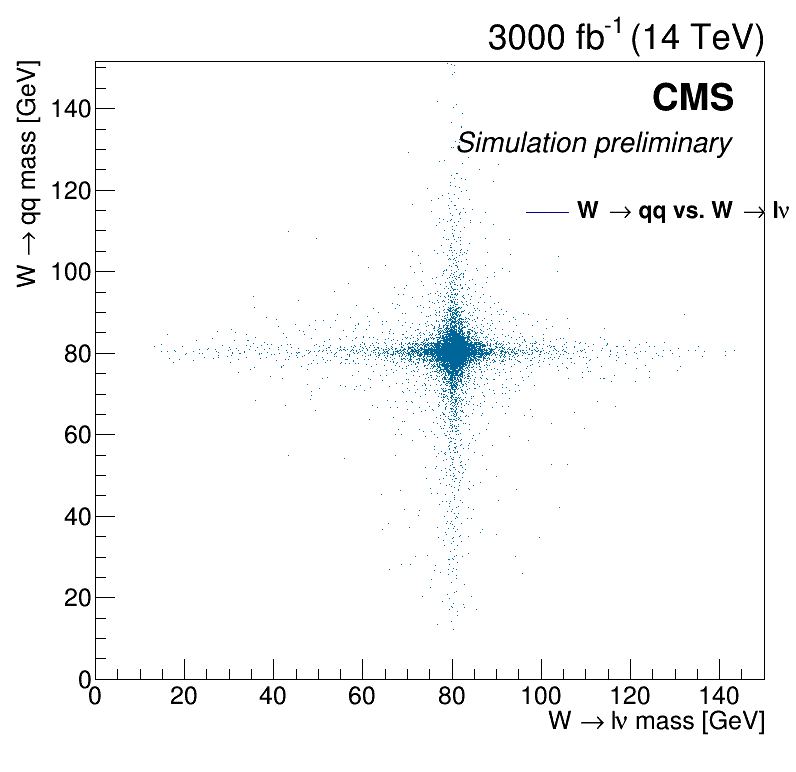 3000 fb-1 (14 TeV)
CMS
Simulation preliminary
W → qq vs. W → lν
W → qq mass [GeV]
140
120
100
80
60
40
20
0
0 20 40 60 80 100 120 140
W → lν mass [GeV]